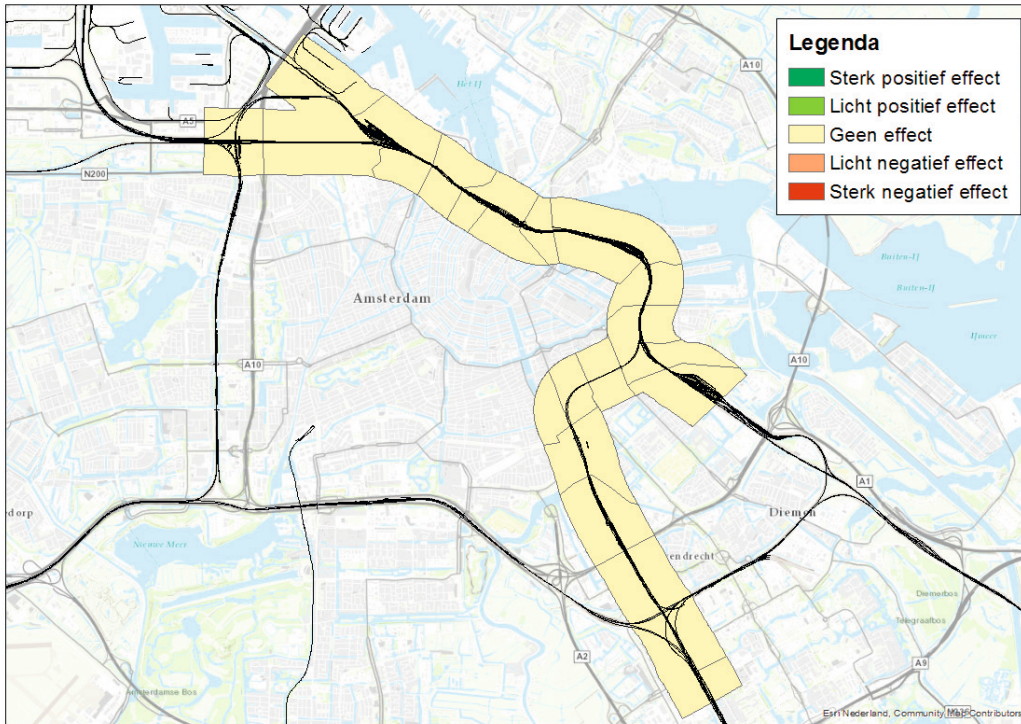 Legenda
Sterk positief effect
Licht positief effect
Geen effect
Licht negatief effect
Sterk negatief effect
A10
Het IJ
A5
N200
Buiten-IJ
Buiten-IJ
IJmeer
Amsterdam
A10
A10
A1
edorp
Nieuwe Meer
Diemen
endrecht
Diemerbos
Telegraafbos
A2
A9
Amsterdamse Bos
Esri Nederland, Community Map Contributors